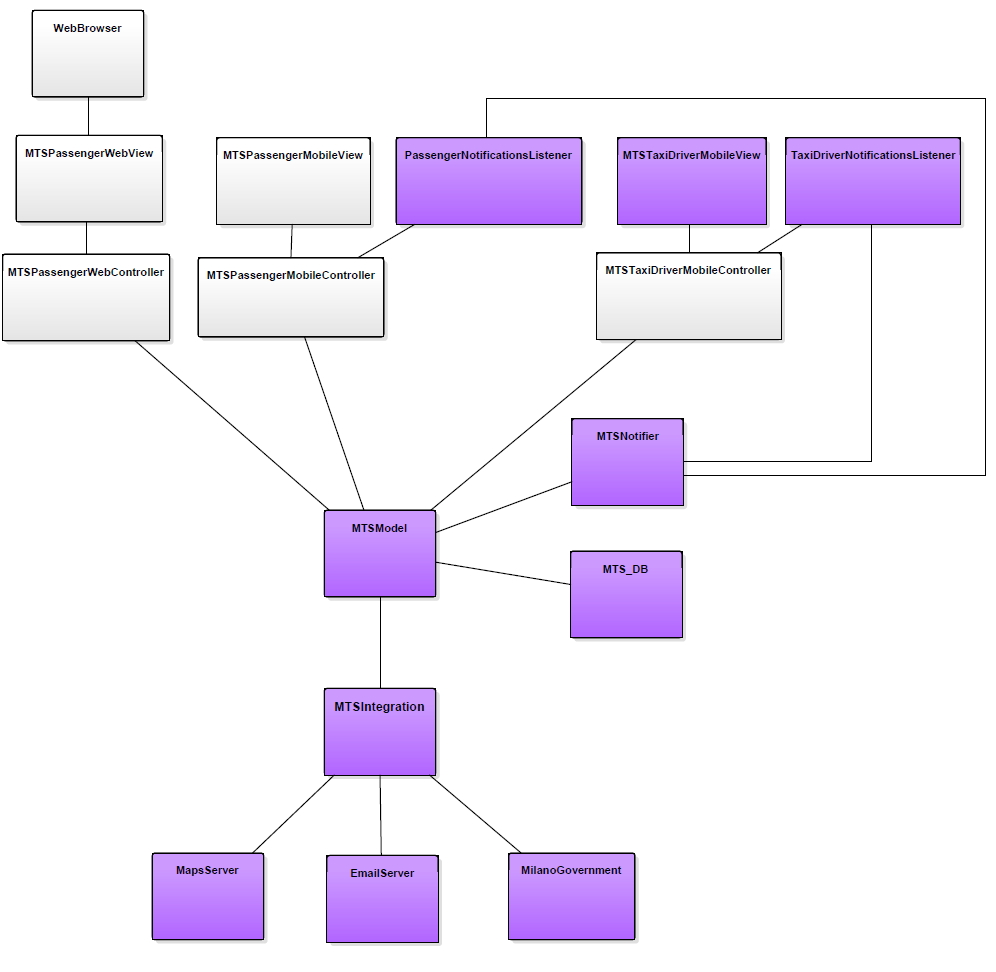 WebBrowser
MTSPassengerWebView
MTSPassengerMobileView
PassengerNotificationsListener
MTSTaxiDriverMobileView
TaxiDriverNotificationsListener
MTSPassengerWebController
MTSPassengerMobileController
MTSTaxiDriverMobileController
MTSNotifier
MTSModel
MTS_DB
MTSIntegration
MapsServer
EmailServer
MilanoGovernment